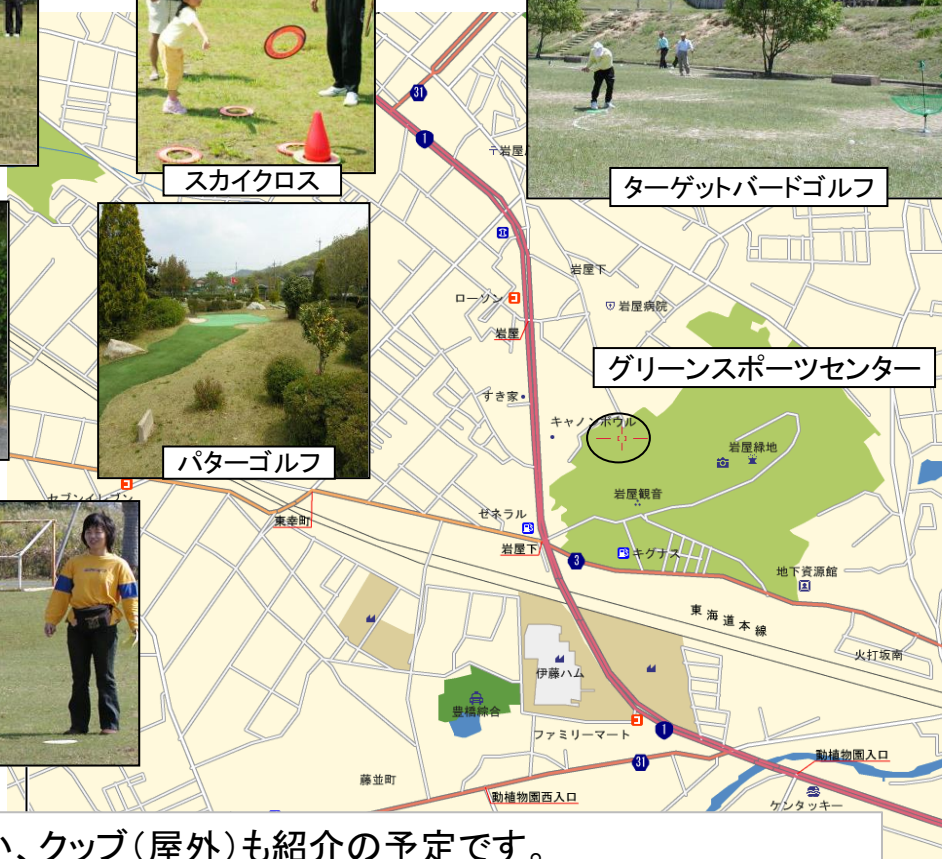 31
1
〒岩屋
スカイクロス
ターゲットバードゴルフ
岩屋下
ローソン
岩屋病院
岩屋
グリーンスポーツセンター
すき家
キャノンボウル
岩屋緑地
パターゴルフ
岩屋観音
セブンイレブン
東幸町
ゼネラル
岩屋下
キグナス
3
地下資源館
東海道本線
火打坂南
伊藤ハム
豊橋綜合
ファミリーマート
1
31
動植物園入口
藤並町
動植物園西入口
ケンタッキー
い、クッブ(屋外)も紹介の予定です。